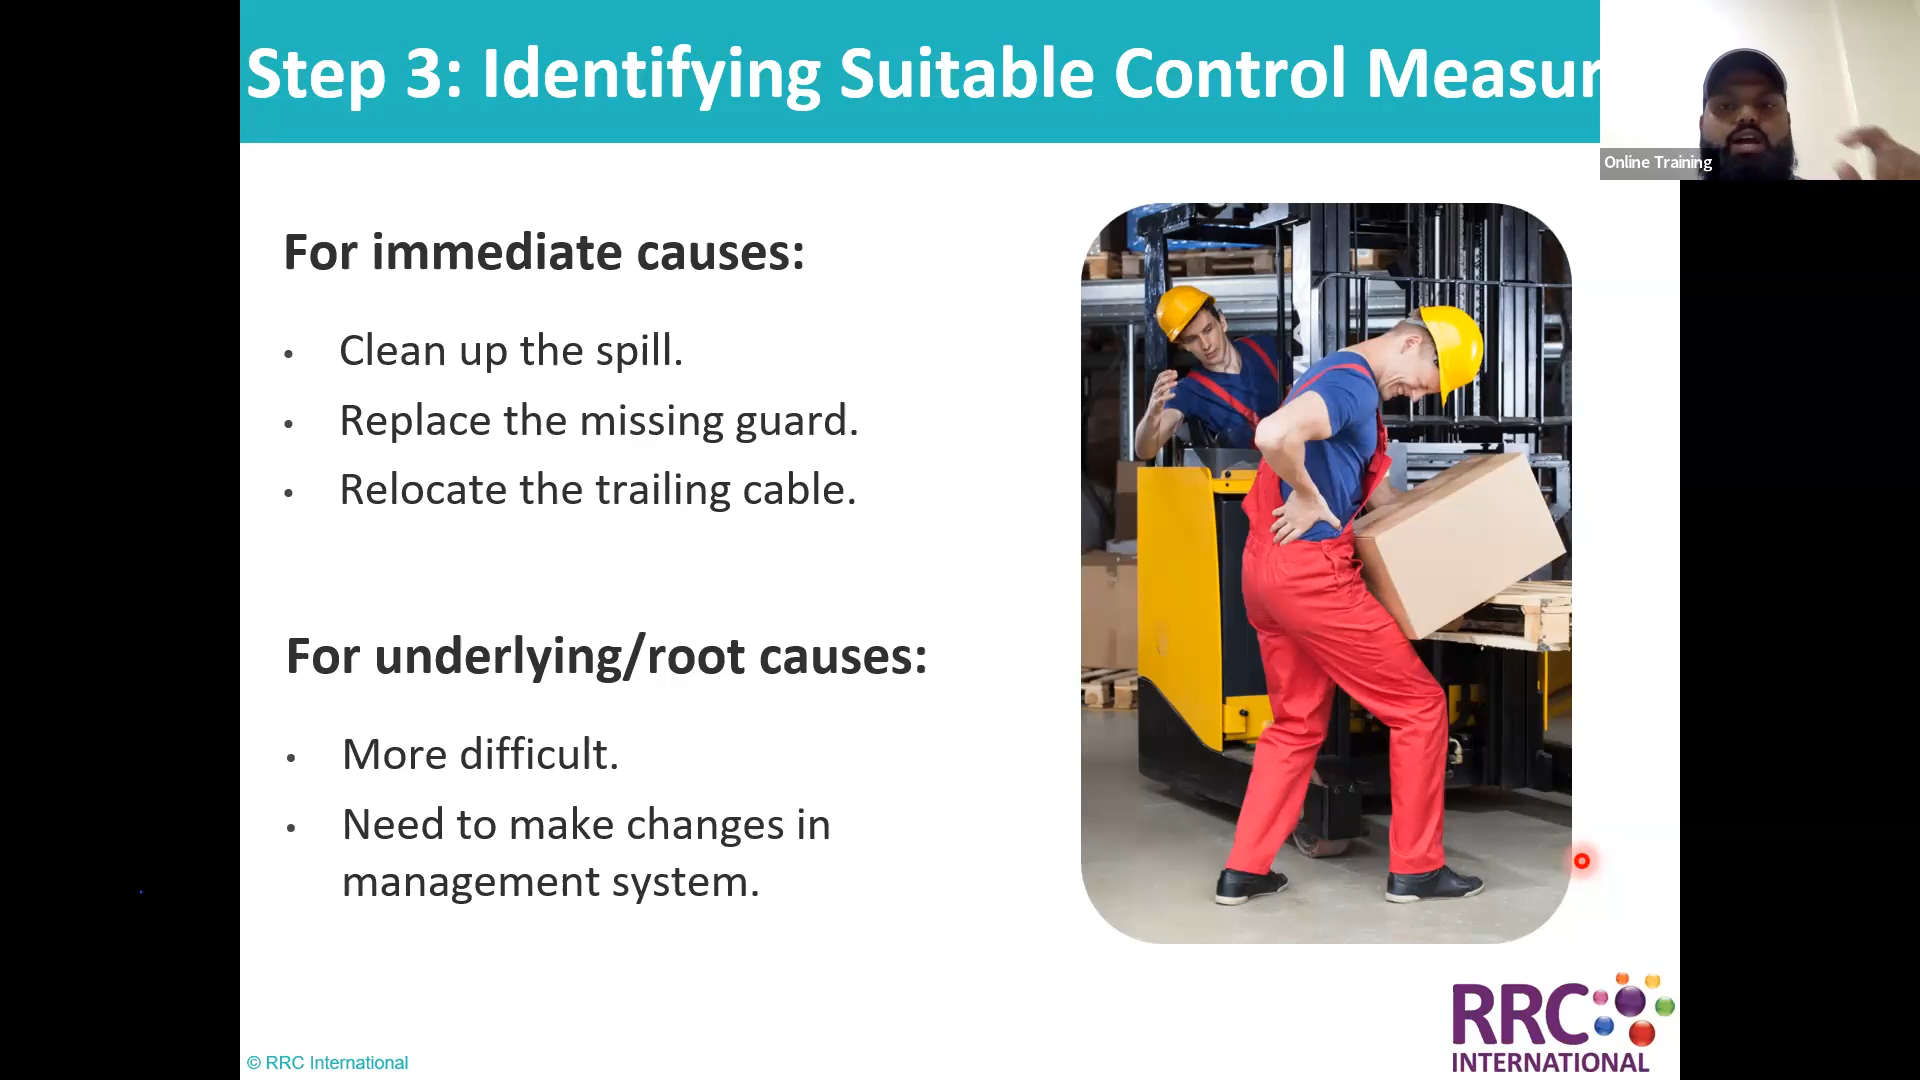 Step 3: Identifying Suitable Control Measur
Online Training
For immediate causes:
• Clean up the spill.
• Replace the missing guard.
• Relocate the trailing cable.
For underlying/root causes:
• More difficult.
• Need to make changes in
management system.
RRC
INTERNATIONAL
© RRC International